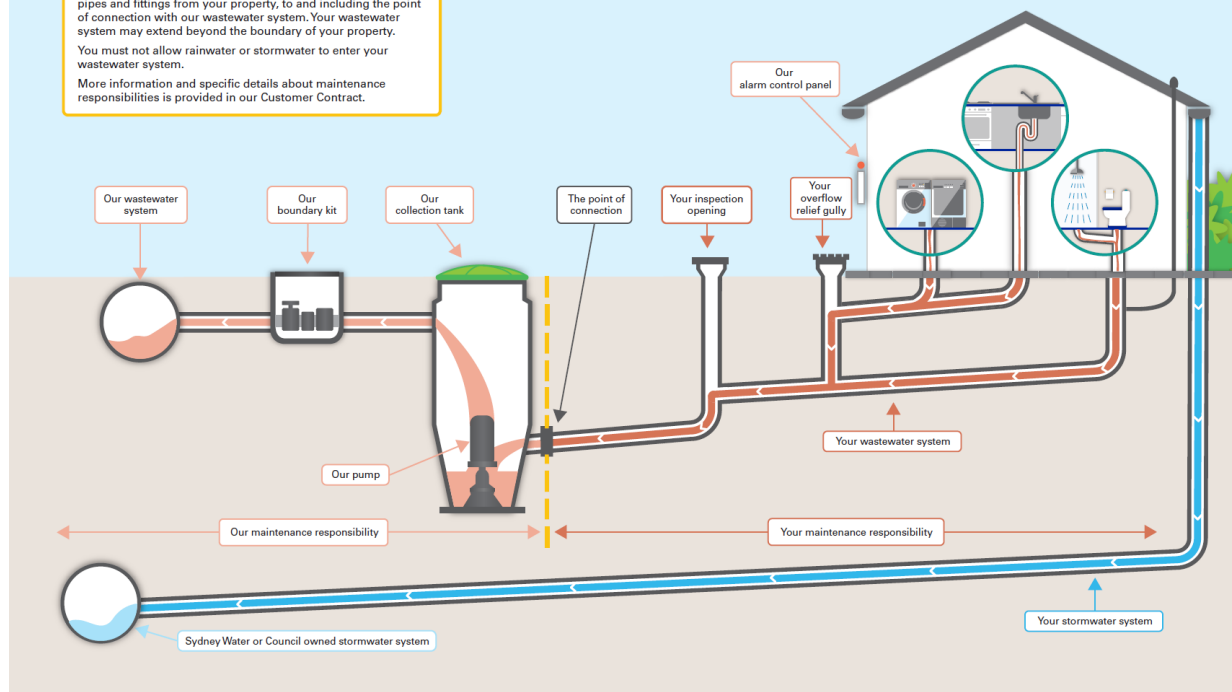 pipes and fittings from your property, to and including the point
of connection with our wastewater system. Your wastewater
system may extend beyond the boundary of your property.
You must not allow rainwater or stormwater to enter your
wastewater system.
More information and specific details about maintenance
responsibilities is provided in our Customer Contract.
Our
alarm control panel
Our wastewater
system
Our
boundary kit
Our
collection tank
The point of
connection
Your inspection
opening
Your
overflow
relief gully
Your wastewater system
Our pump
Our maintenance responsibility
Your maintenance responsibility
Your stormwater system
Sydney Water or Council owned stormwater system